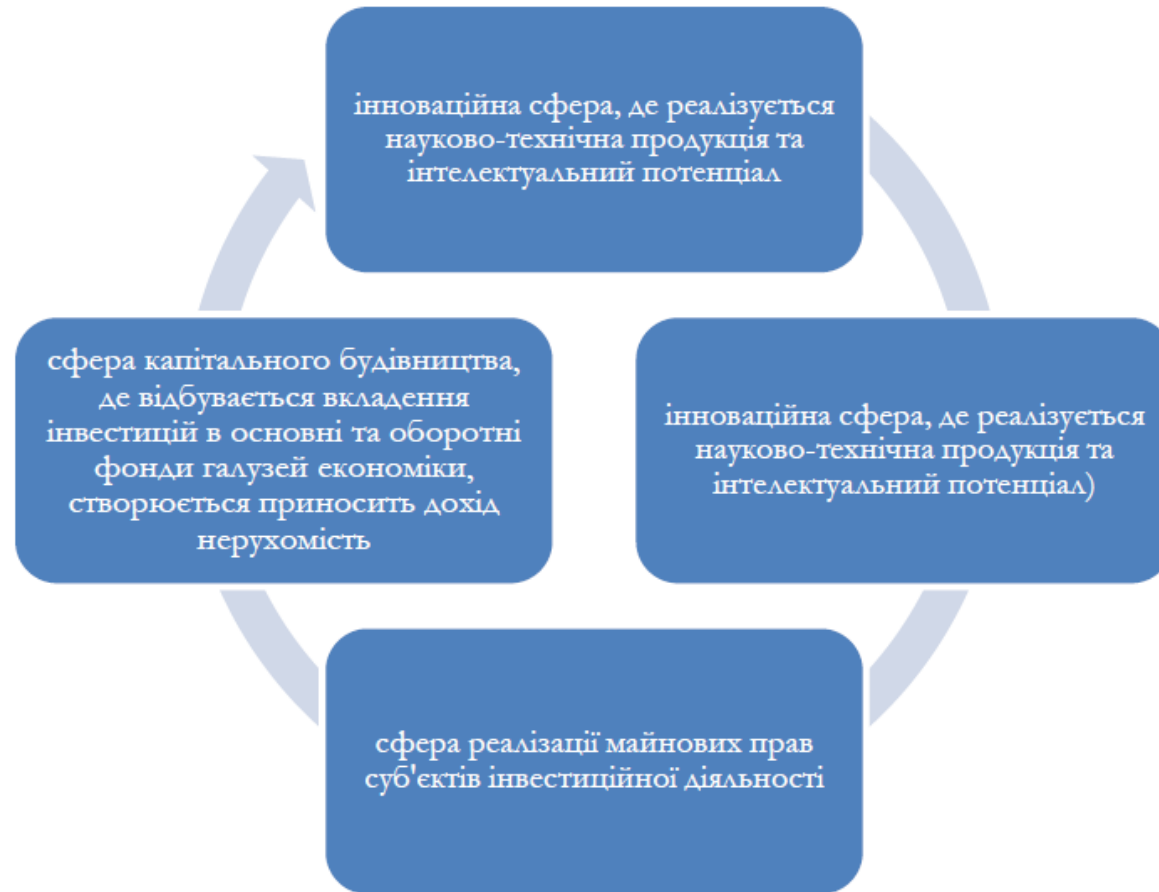 інноваційна сфера, де реалізується
науково-технічна продукція та
інтелектуальний потенціал
інноваційна сфера, де реалізується
науково-технічна продукція та
інтелектуальний потенціал)
сфера реалізації майнових прав
суб'єктів інвестиційної діяльності
сфера капітального будівництва,
де відбувається вкладення
інвестицій в основні та оборотні
фонди галузей економіки,
створюється приносить дохід
нерухомість